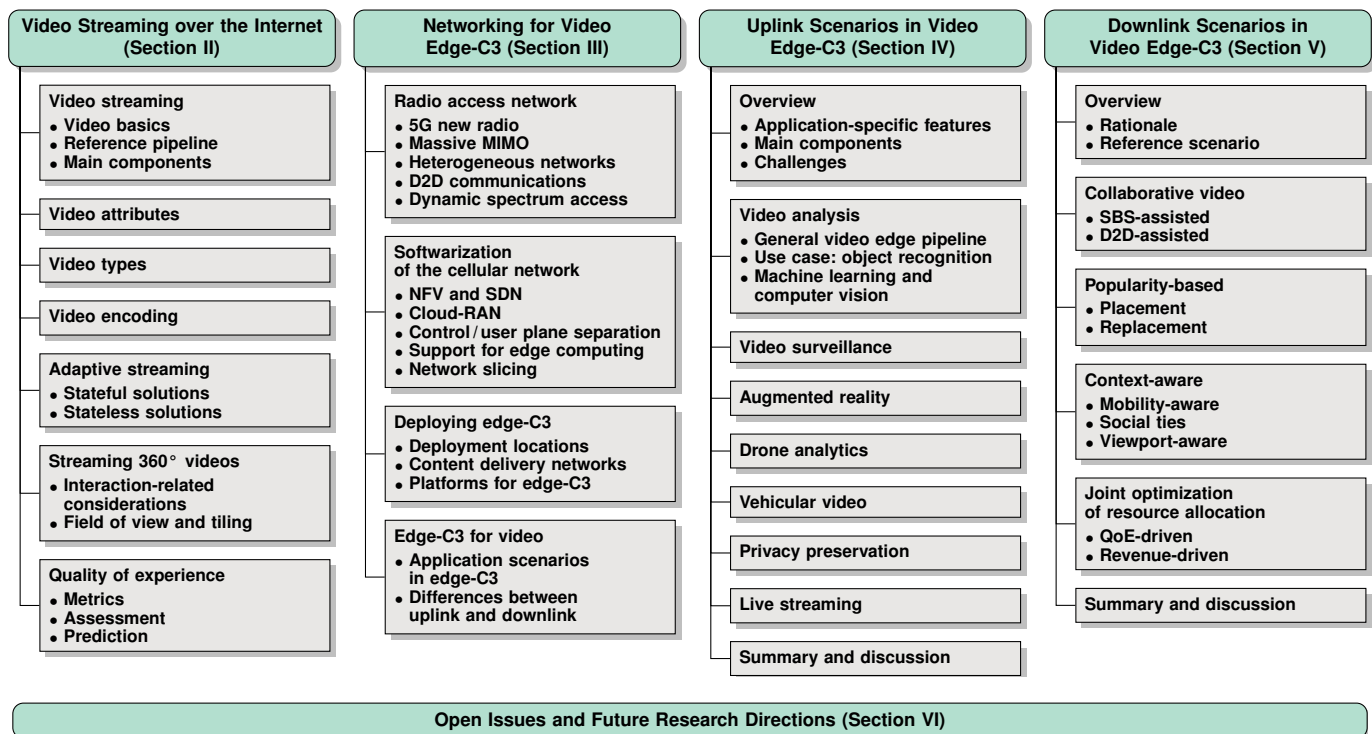 Video Streaming over the Internet
(Section II)
Video streaming
• Video basics
• Reference pipeline
• Main components
Video attributes
Video types
Video encoding
Adaptive streaming
• Stateful solutions
• Stateless solutions
Streaming 360° videos
• Interaction-related
considerations
• Field of view and tiling
Quality of experience
• Metrics
• Assessment
• Prediction
Networking for Video
Edge-C3 (Section III)
Radio access network
• 5G new radio
• Massive MIMO
• Heterogeneous networks
• D2D communications
• Dynamic spectrum access
Softwarization
of the cellular network
• NFV and SDN
• Cloud-RAN
• Control / user plane separation
• Support for edge computing
• Network slicing
Deploying edge-C3
• Deployment locations
• Content delivery networks
• Platforms for edge-C3
Edge-C3 for video
• Application scenarios
in edge-C3
• Differences between
uplink and downlink
Uplink Scenarios in Video
Edge-C3 (Section IV)
Overview
• Application-specific features
• Main components
• Challenges
Video analysis
• General video edge pipeline
• Use case: object recognition
• Machine learning and
computer vision
Video surveillance
Augmented reality
Drone analytics
Vehicular video
Privacy preservation
Live streaming
Summary and discussion
Downlink Scenarios in
Video Edge-C3 (Section V)
Overview
• Rationale
• Reference scenario
Collaborative video
• SBS-assisted
• D2D-assisted
Popularity-based
• Placement
• Replacement
Context-aware
• Mobility-aware
• Social ties
• Viewport-aware
Joint optimization
of resource allocation
• QoE-driven
• Revenue-driven
Summary and discussion
Open Issues and Future Research Directions (Section VI)